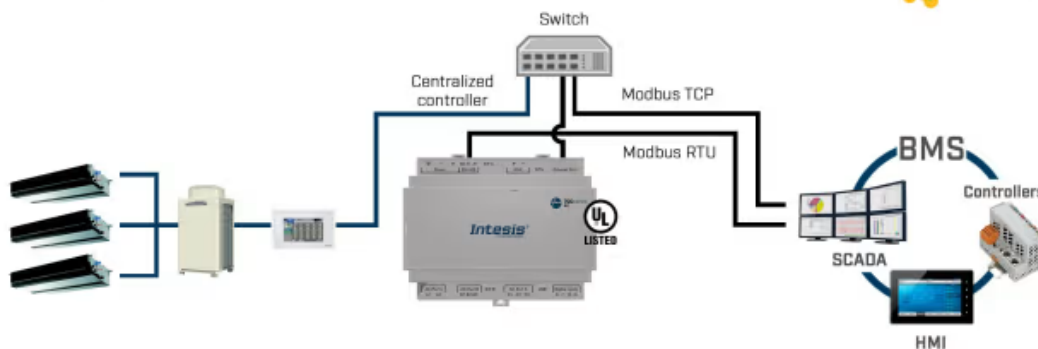 Switch
Centralized
controller
Modbus TCP
Modbus RTU
BMS
Controllers
Intesis
UL
LISTED
SCADA
HMI